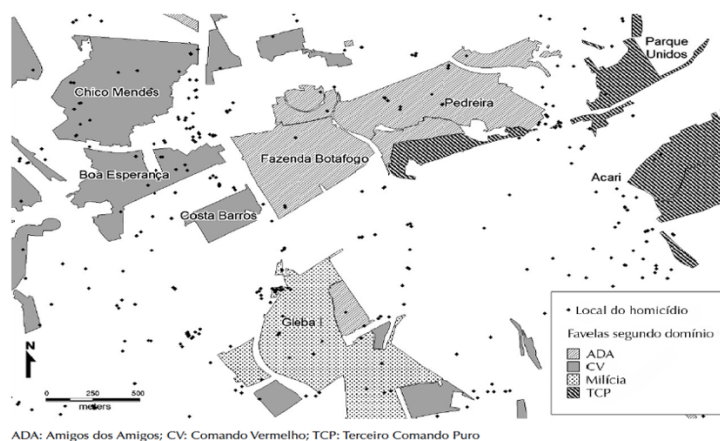 Parque
Unidos
Chico Mendes
Pedreira
Fazenda Botafogo
Boa Esperança
Acari
Costa Barros
Gleba I
N
0 250 500
meters
Local do homicídio
Favelas segundo domínio
ADA
CV
Milícia
TCP
ADA: Amigos dos Amigos; CV: Comando Vermelho; TCP: Terceiro Comando Puro